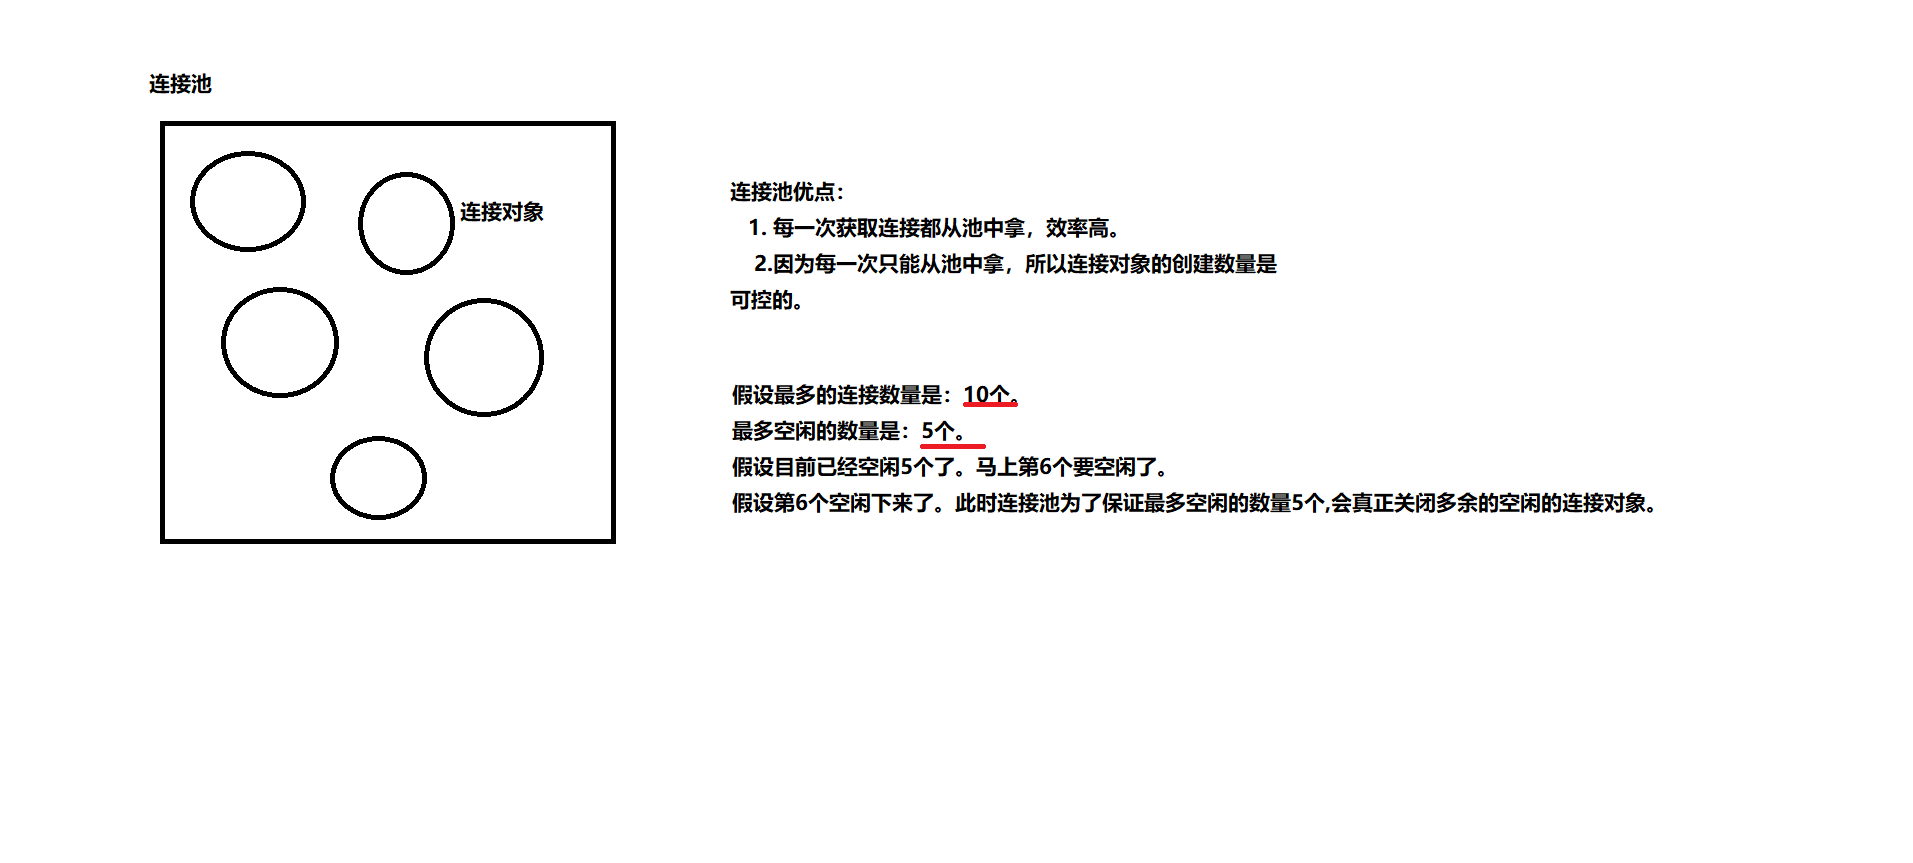 连接池
连接对象
连接池优点：
1. 每一次获取连接都从池中拿，效率高。
2.因为每一次只能从池中拿，所以连接对象的创建数量是
可控的。
假设最多的连接数量是：10个。
最多空闲的数量是：5个。
假设目前已经空闲5个了。马上第6个要空闲了。
假设第6个空闲下来了。此时连接池为了保证最多空闲的数量5个,会真正关闭多余的空闲的连接对象。